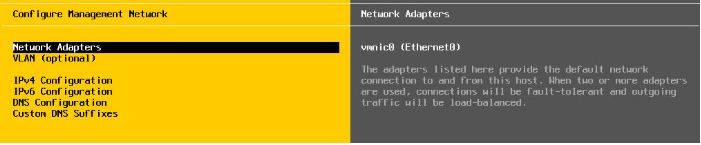 Configure Management Network
Network Adapters
VLAN (optional)
IPv4 Configuration
IPv6 Configuration
DNS Configuration
Custom DNS Suffixes
Network Adapters
vmnic0 (Ethernet0)
The adapters listed here provide the default network
connection to and from this host. When two or more adapters
are used, connections will be fault-tolerant and outgoing
traffic will be load-balanced.